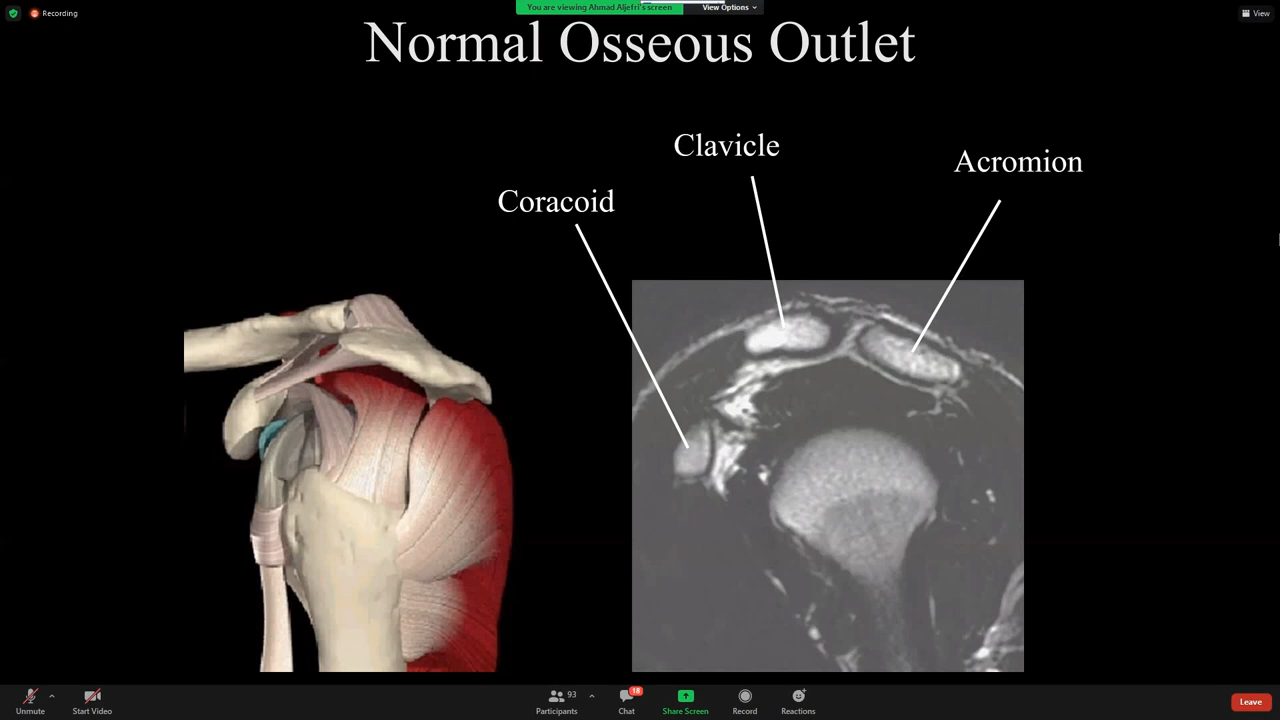 Recording
You are viewing Ahmad Aljefri's screen
View Options
View
Normal Osseous Outlet
Clavicle
Acromion
Coracoid
Unmute
Start Video
93
Participants
18
Chat
Share Screen
Record
Reactions
Leave